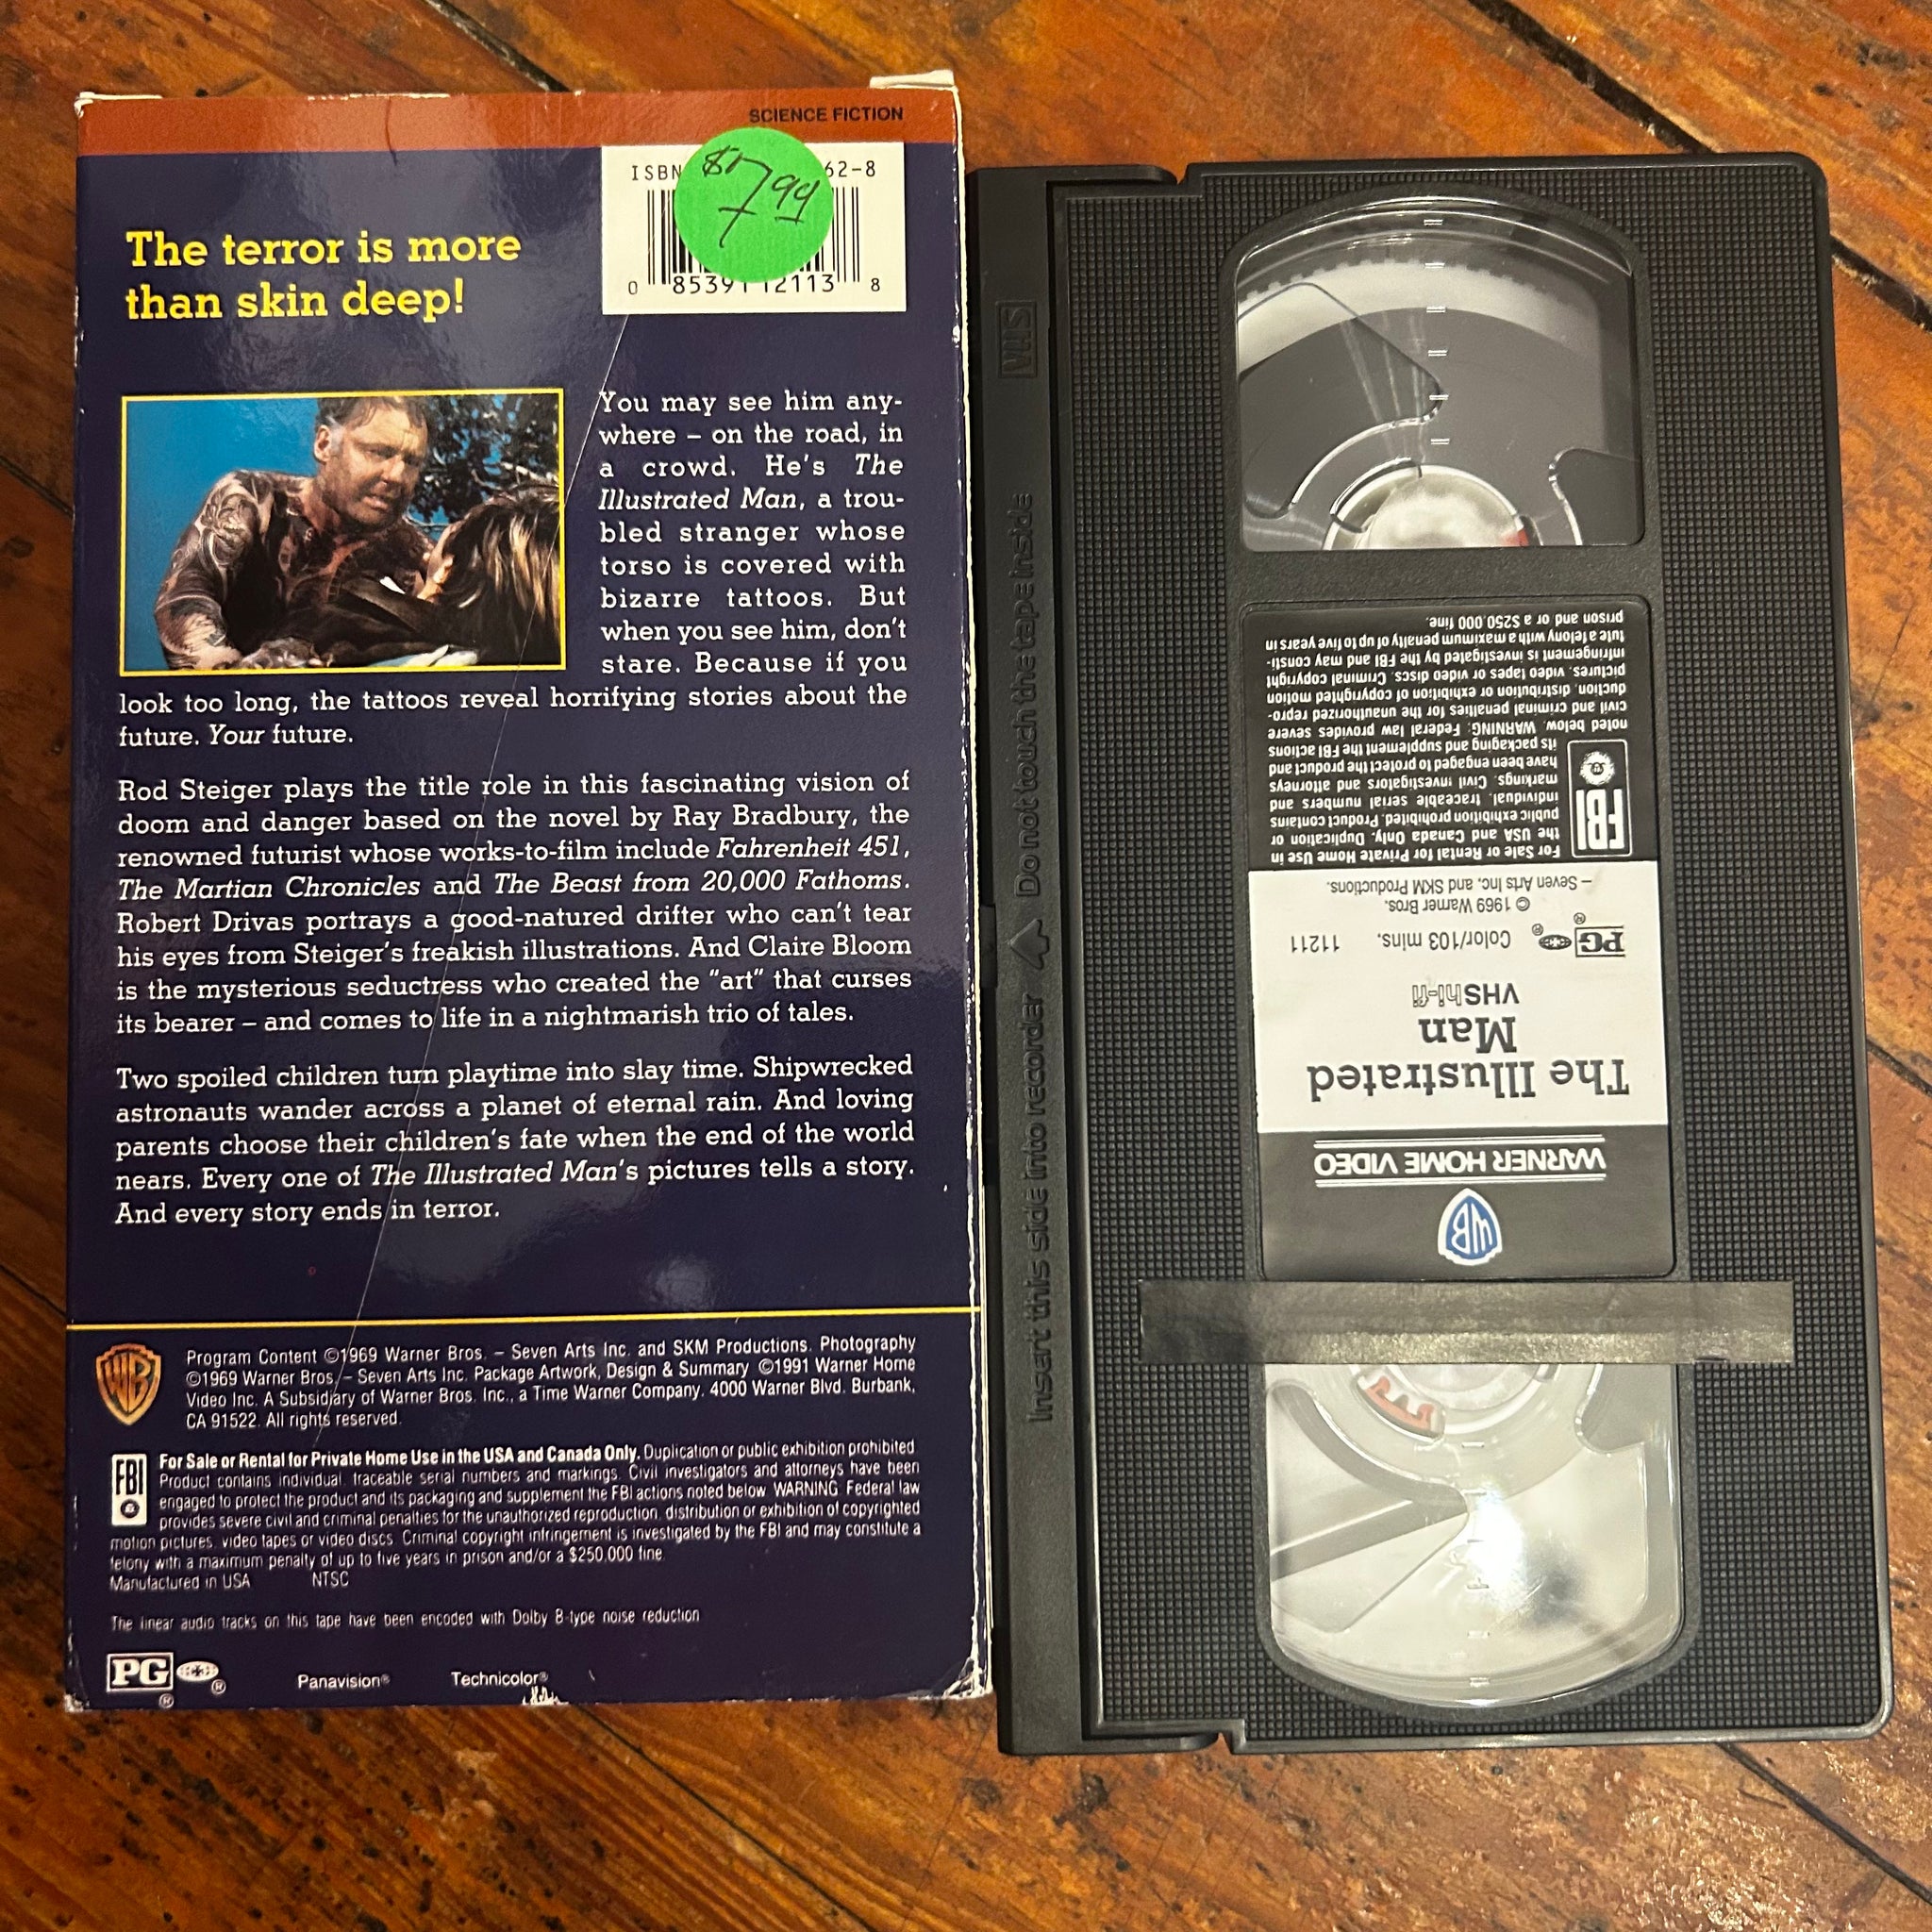 SCIENCE FICTION
ISBN 62-8
$7.99
0 85391 12113 8
The terror is more
than skin deep!
You may see him any-
where – on the road, in
a crowd. He's The
Illustrated Man, a trou-
bled stranger whose
torso is covered with
bizarre tattoos. But
when you see him, don't
stare. Because if you
look too long, the tattoos reveal horrifying stories about the
future. Your future.
Rod Steiger plays the title role in this fascinating vision of
doom and danger based on the novel by Ray Bradbury, the
renowned futurist whose works-to-film include Fahrenheit 451,
The Martian Chronicles and The Beast from 20,000 Fathoms.
Robert Drivas portrays a good-natured drifter who can't tear
his eyes from Steiger's freakish illustrations. And Claire Bloom
is the mysterious seductress who created the "art" that curses
its bearer – and comes to life in a nightmarish trio of tales.
Two spoiled children turn playtime into slay time. Shipwrecked
astronauts wander across a planet of eternal rain. And loving
parents choose their children's fate when the end of the world
nears. Every one of The Illustrated Man's pictures tells a story.
And every story ends in terror.
WB
Program Content ©1969 Warner Bros. – Seven Arts Inc. and SKM Productions. Photography
©1969 Warner Bros. – Seven Arts Inc. Package Artwork, Design & Summary ©1991 Warner Home
Video Inc. A Subsidiary of Warner Bros. Inc., a Time Warner Company. 4000 Warner Blvd. Burbank,
CA 91522. All rights reserved.
FBI
For Sale or Rental for Private Home Use in the USA and Canada Only. Duplication or public exhibition prohibited.
Product contains individual, traceable serial numbers and markings. Civil investigators and attorneys have been
engaged to protect the product and its packaging and supplement the FBI actions noted below. WARNING: Federal law
provides severe civil and criminal penalties for the unauthorized reproduction, distribution or exhibition of copyrighted
motion pictures, video tapes or video discs. Criminal copyright infringement is investigated by the FBI and may constitute a
felony with a maximum penalty of up to five years in prison and/or a $250,000 fine.
Manufactured in USA NTSC
The linear audio tracks on this tape have been encoded with Dolby B-type noise reduction
PG ® ® Panavision® Technicolor®
VHS
Insert this side into recorder Do not touch the tape inside
WB
WARNER HOME VIDEO
The Illustrated
Man
VHS hi-fi
PG ® ® Color/103 mins. 11211
© 1969 Warner Bros.
– Seven Arts Inc. and SKM Productions.
FBI
For Sale or Rental for Private Home Use in
the USA and Canada Only. Duplication or
public exhibition prohibited. Product contains
individual, traceable serial numbers and
markings. Civil investigators and attorneys
have been engaged to protect the product and
its packaging and supplement the FBI actions
noted below. WARNING: Federal law provides severe
civil and criminal penalties for the unauthorized repro-
duction, distribution or exhibition of copyrighted motion
pictures, video tapes or video discs. Criminal copyright
infringement is investigated by the FBI and may consti-
tute a felony with a maximum penalty of up to five years in
prison and or a $250,000 fine.